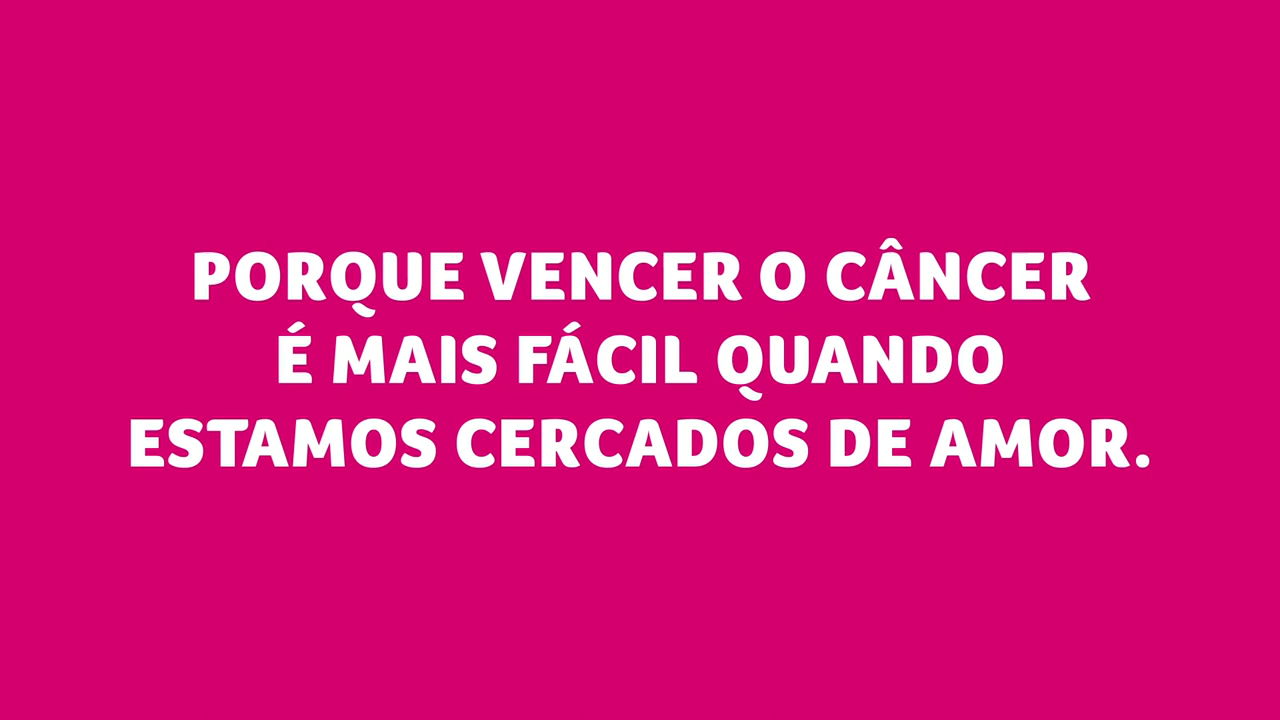 PORQUE VENCER O CÂNCER
É MAIS FÁCIL QUANDO
ESTAMOS CERCADOS DE AMOR.